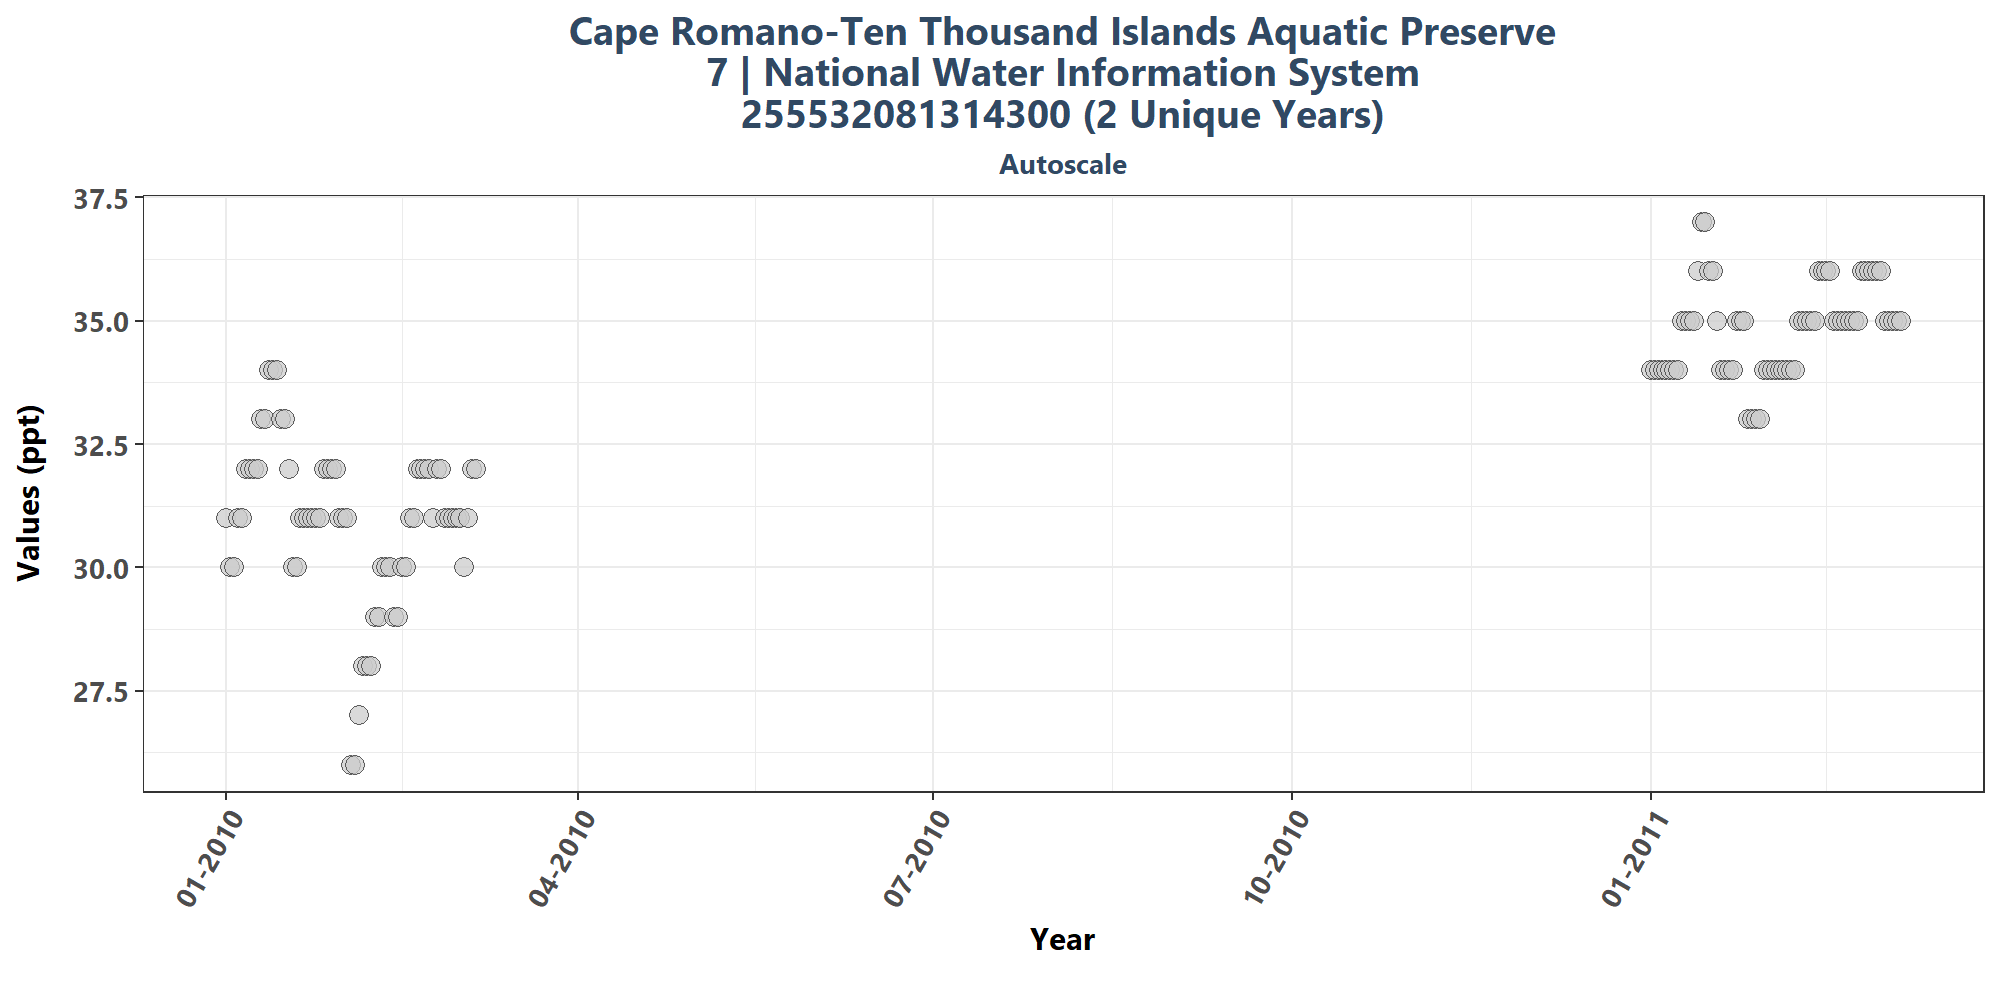 Cape Romano-Ten Thousand Islands Aquatic Preserve
7 | National Water Information System
255532081314300 (2 Unique Years)
Autoscale
37.5
35.0
32.5
30.0
27.5
Values (ppt)
01-2010
04-2010
07-2010
10-2010
01-2011
Year